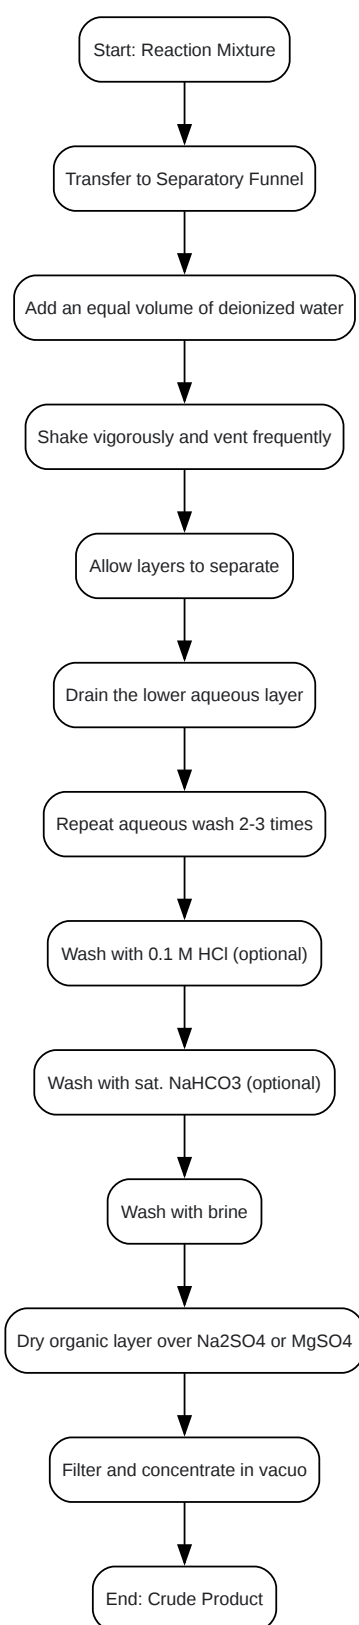 Start: Reaction Mixture
Transfer to Separatory Funnel
Add an equal volume of deionized water
Shake vigorously and vent frequently
Allow layers to separate
Drain the lower aqueous layer
Repeat aqueous wash 2-3 times
Wash with 0.1 M HCl (optional)
Wash with sat. NaHCO3 (optional)
Wash with brine
Dry organic layer over Na2SO4 or MgSO4
Filter and concentrate in vacuo
End: Crude Product